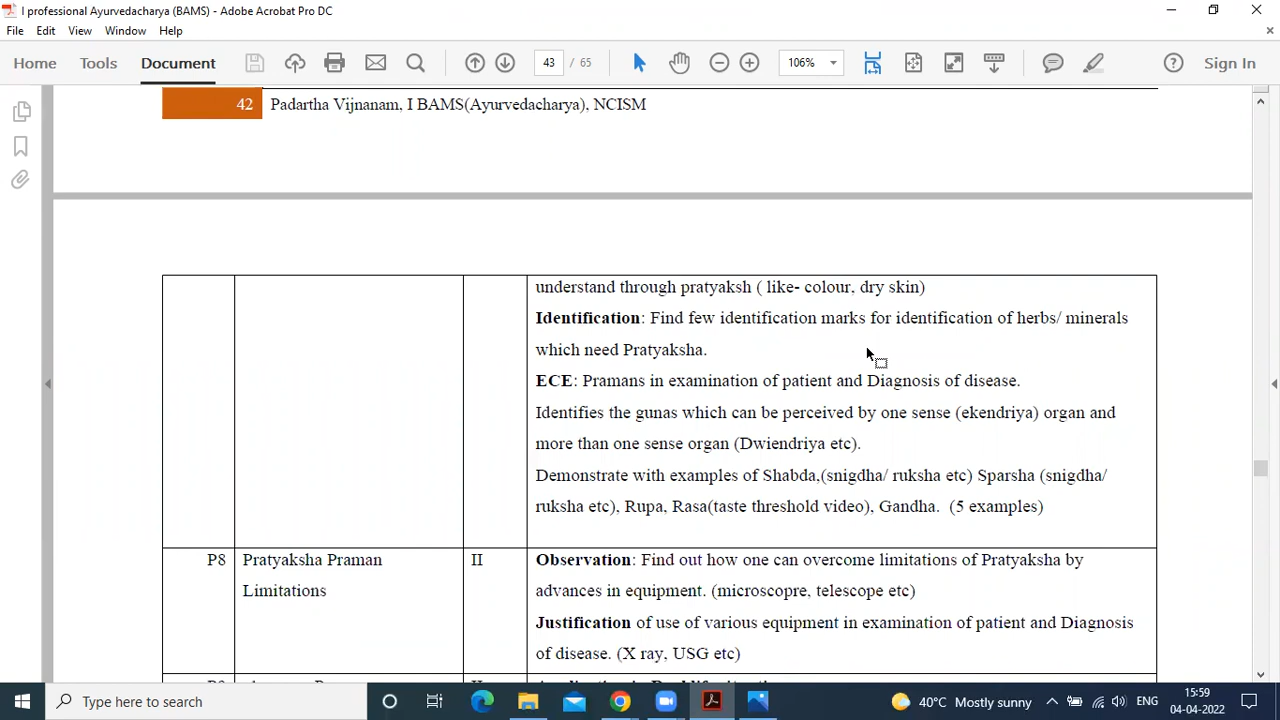 I professional Ayurvedacharya (BAMS) - Adobe Acrobat Pro DC
File Edit View Window Help
Home Tools Document 43 / 65 106% Sign In
42 Padartha Vijnanam, I BAMS(Ayurvedacharya), NCISM
understand through pratyaksh ( like- colour, dry skin)
Identification: Find few identification marks for identification of herbs/ minerals
which need Pratyaksha.
ECE: Pramans in examination of patient and Diagnosis of disease.
Identifies the gunas which can be perceived by one sense (ekendriya) organ and
more than one sense organ (Dwiendriya etc).
Demonstrate with examples of Shabda,(snigdha/ ruksha etc) Sparsha (snigdha/
ruksha etc), Rupa, Rasa(taste threshold video), Gandha. (5 examples)
P8 Pratyaksha Praman II Observation: Find out how one can overcome limitations of Pratyaksha by
Limitations advances in equipment. (microscopre, telescope etc)
Justification of use of various equipment in examination of patient and Diagnosis
of disease. (X ray, USG etc)
Type here to search 40°C Mostly sunny ENG 15:59
04-04-2022